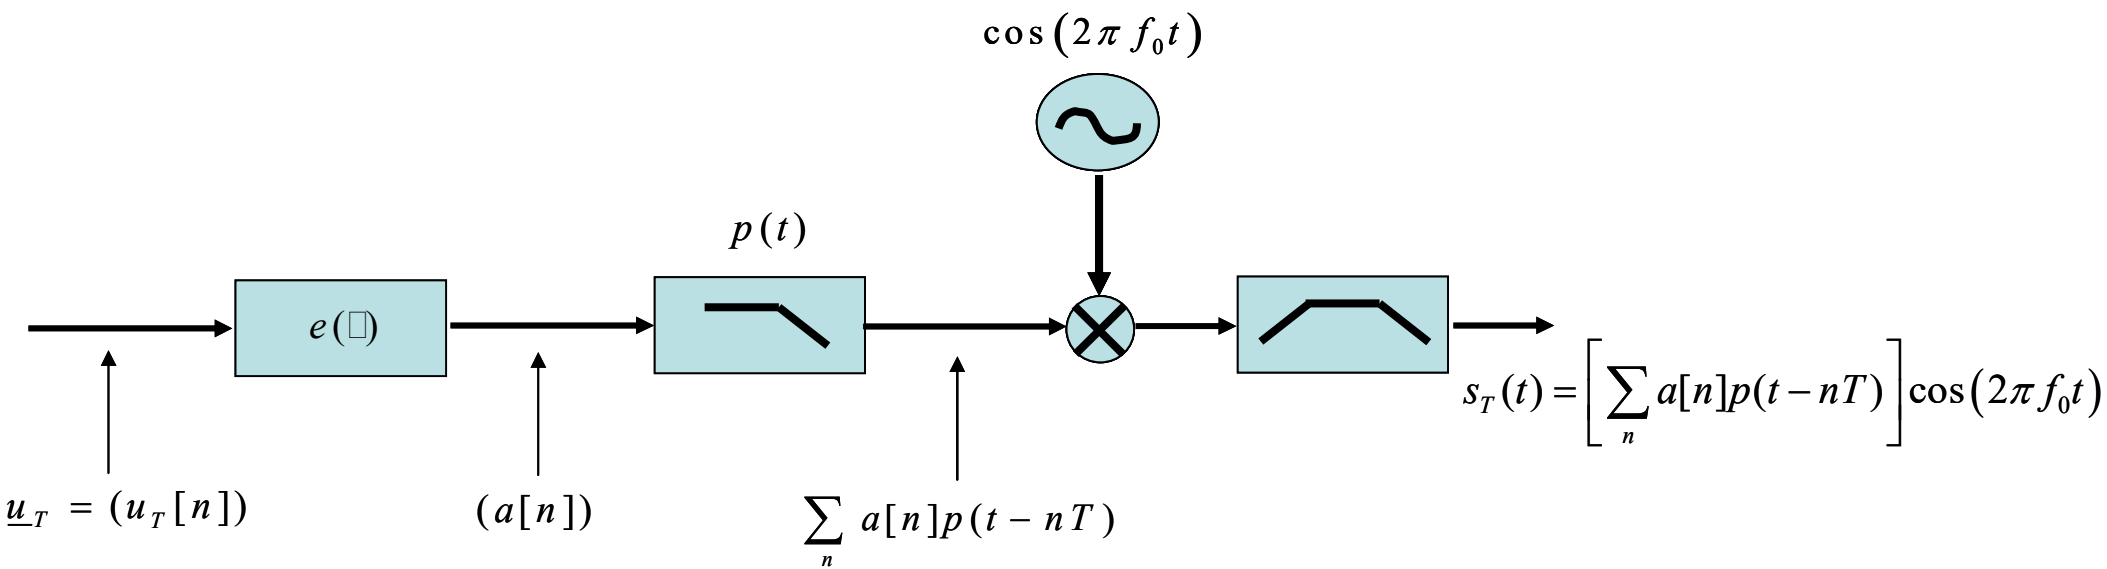 cos(2π f₀t)
p(t)
e(□)
s_T(t) = [∑_n a[n]p(t − nT)] cos(2π f₀t)
u_T = (u_T[n])
(a[n])
∑_n a[n]p(t − nT)